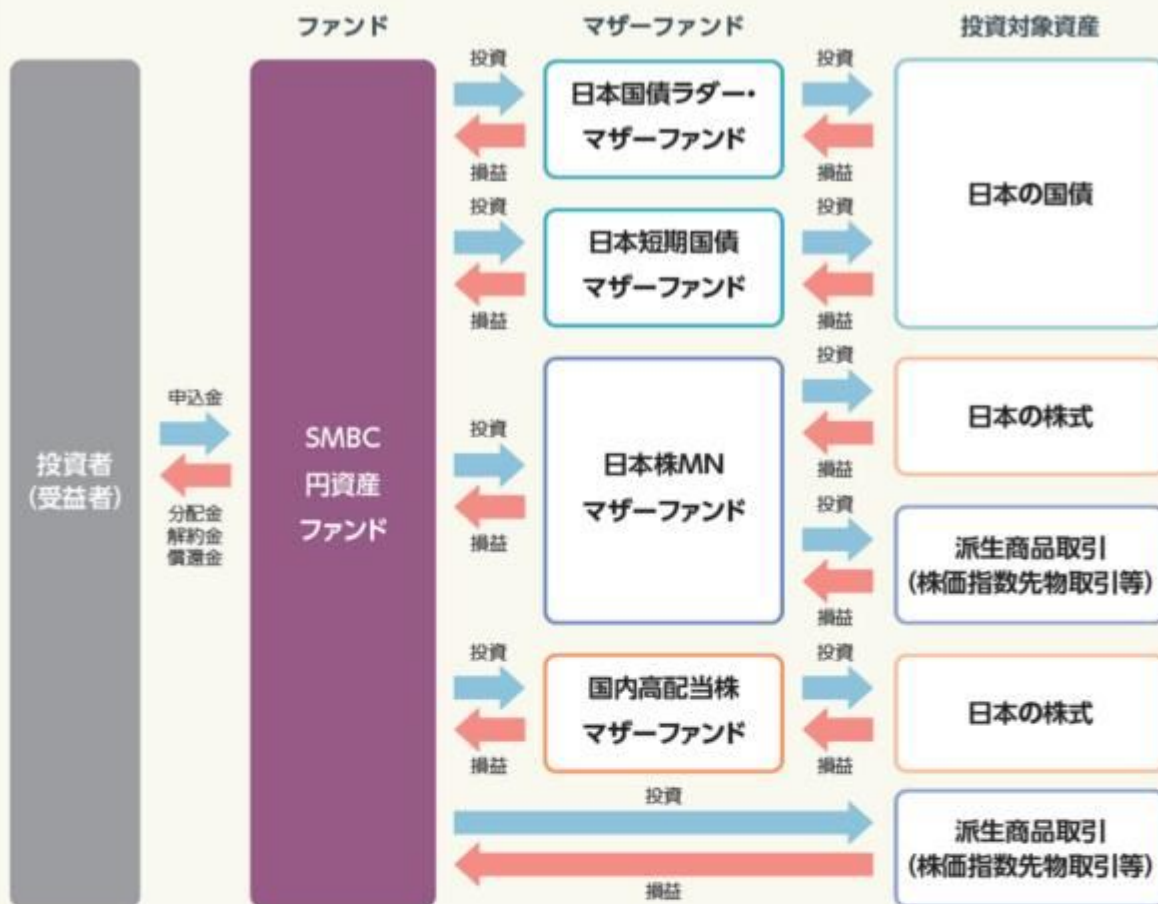 ファンド
マザーファンド
投資対象資産
投資者
(受益者)
申込金
分配金
解約金
償還金
SMBC
円資産
ファンド
投資
損益
日本国債ラダー・
マザーファンド
投資
損益
日本の国債
投資
損益
日本短期国債
マザーファンド
投資
損益
投資
損益
日本株MN
マザーファンド
投資
損益
日本の株式
投資
損益
派生商品取引
(株価指数先物取引等)
投資
損益
国内高配当株
マザーファンド
投資
損益
日本の株式
投資
損益
派生商品取引
(株価指数先物取引等)